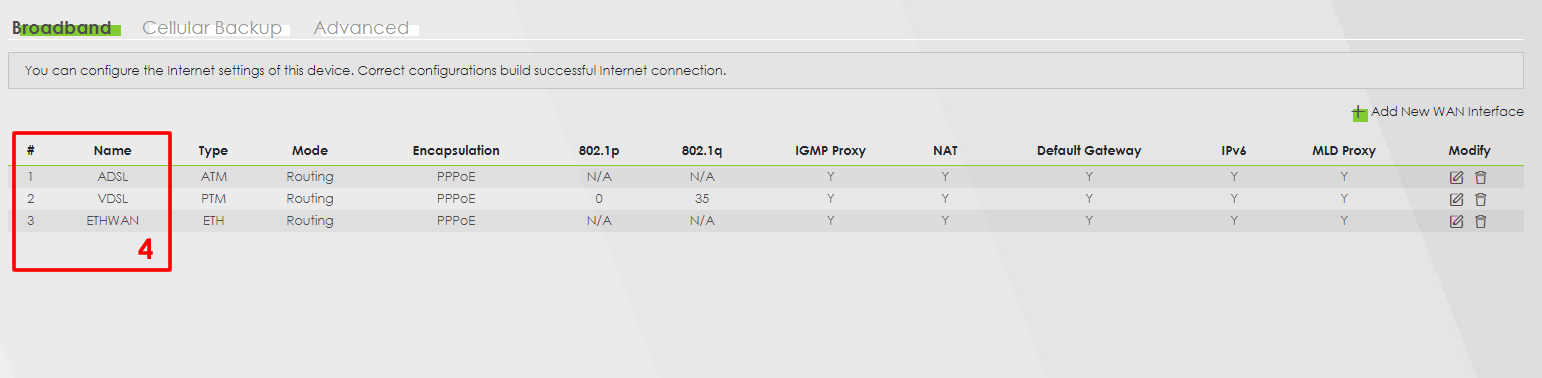 Broadband Cellular Backup Advanced
You can configure the Internet settings of this device. Correct configurations build successful Internet connection.
+ Add New WAN Interface
# Name Type Mode Encapsulation 802.1p 802.1q IGMP Proxy NAT Default Gateway IPv6 MLD Proxy Modify
1 ADSL ATM Routing PPPoE N/A N/A Y Y Y Y Y
2 VDSL PTM Routing PPPoE 0 35 Y Y Y Y Y
3 ETHWAN ETH Routing PPPoE N/A N/A Y Y Y Y Y
4